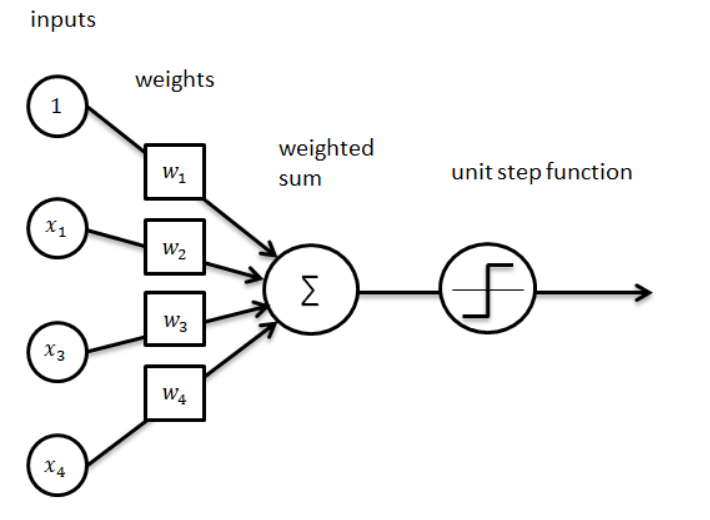 inputs
weights
1
w₁
weighted
sum
unit step function
x₁
w₂
Σ
w₃
x₃
w₄
x₄